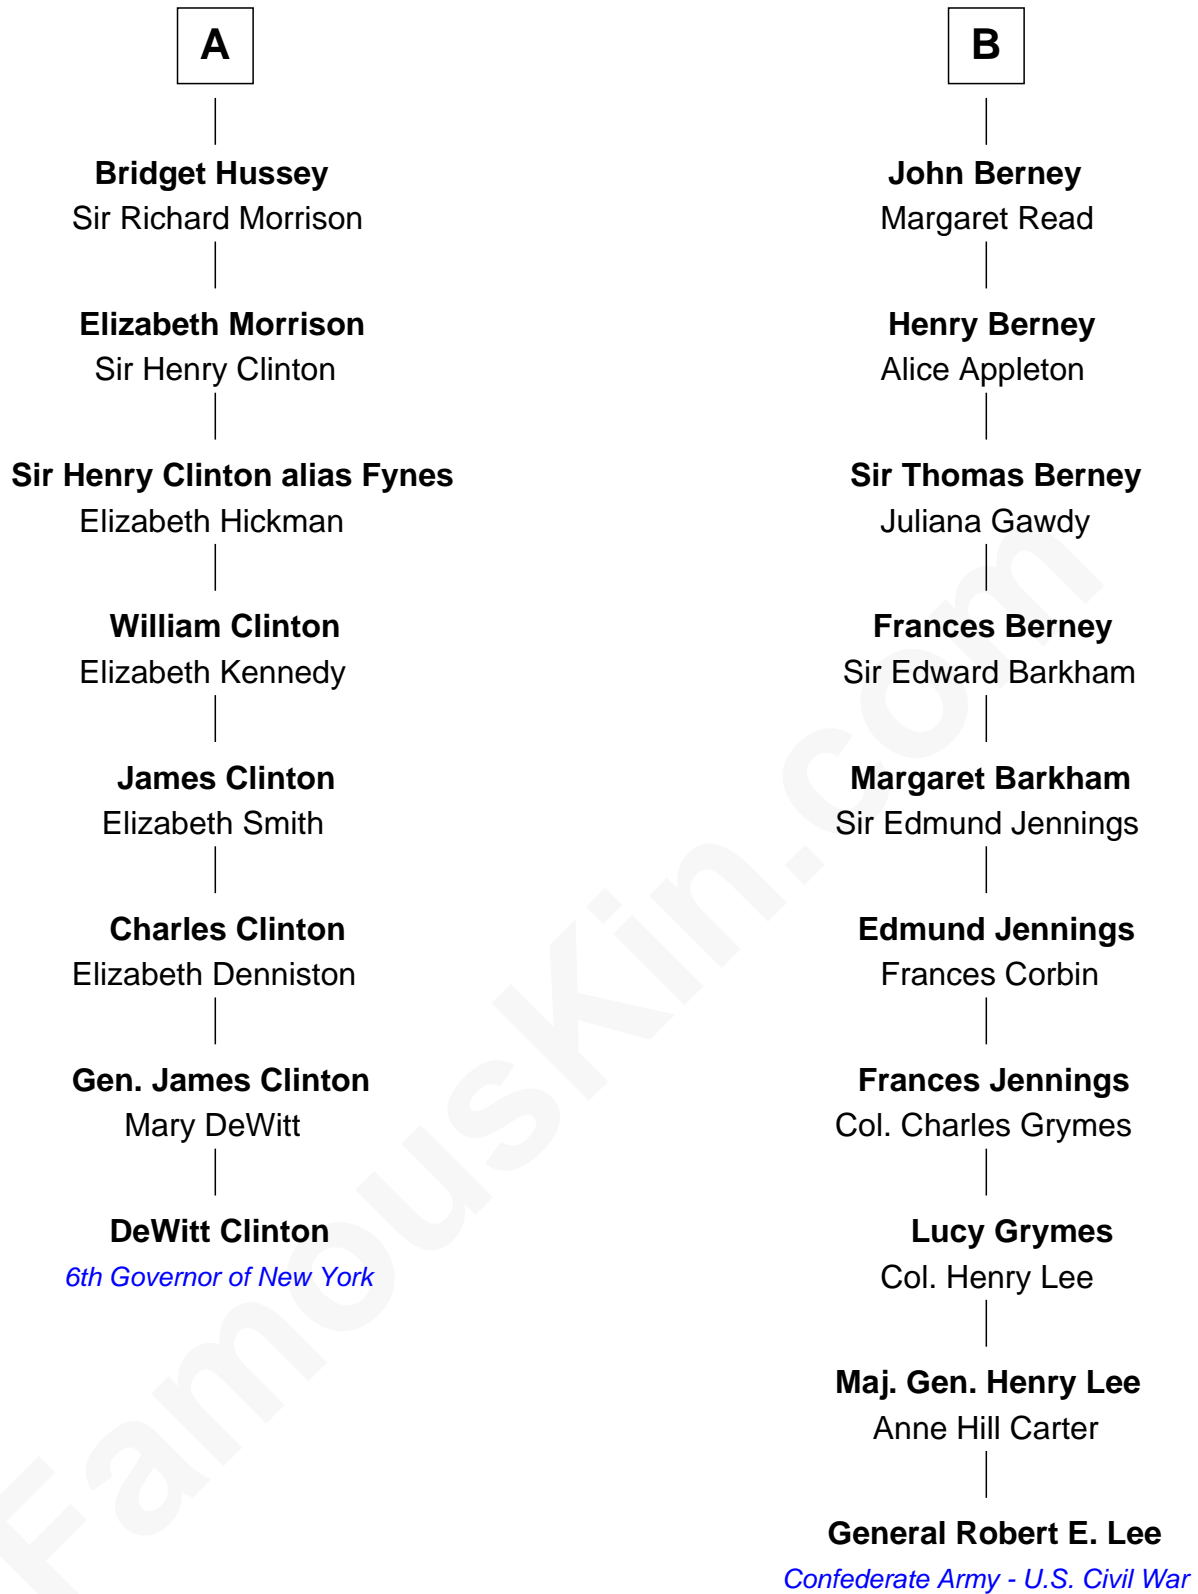 A
Bridget Hussey
Sir Richard Morrison
Elizabeth Morrison
Sir Henry Clinton
Sir Henry Clinton alias Fynes
Elizabeth Hickman
William Clinton
Elizabeth Kennedy
James Clinton
Elizabeth Smith
Charles Clinton
Elizabeth Denniston
Gen. James Clinton
Mary DeWitt
DeWitt Clinton
6th Governor of New York
B
John Berney
Margaret Read
Henry Berney
Alice Appleton
Sir Thomas Berney
Juliana Gawdy
Frances Berney
Sir Edward Barkham
Margaret Barkham
Sir Edmund Jennings
Edmund Jennings
Frances Corbin
Frances Jennings
Col. Charles Grymes
Lucy Grymes
Col. Henry Lee
Maj. Gen. Henry Lee
Anne Hill Carter
General Robert E. Lee
Confederate Army - U.S. Civil War
FamousKin.com